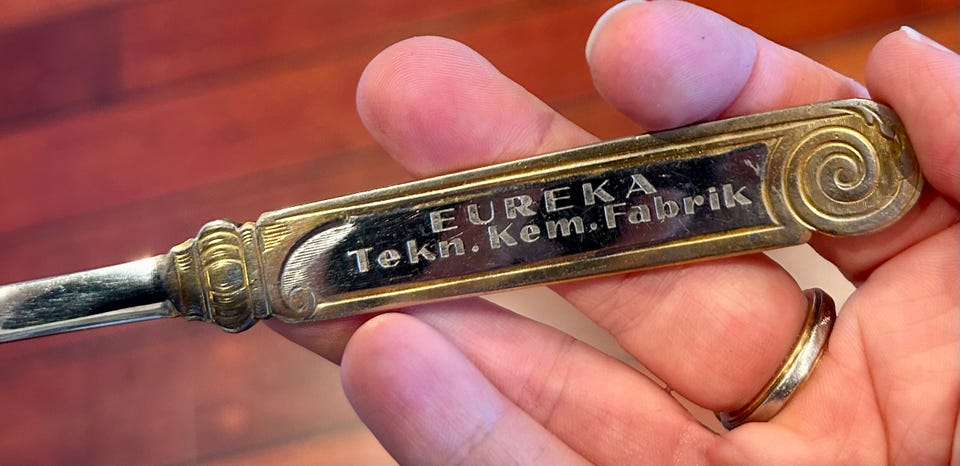 EUREKA
Tekn. Kem. Fabrik